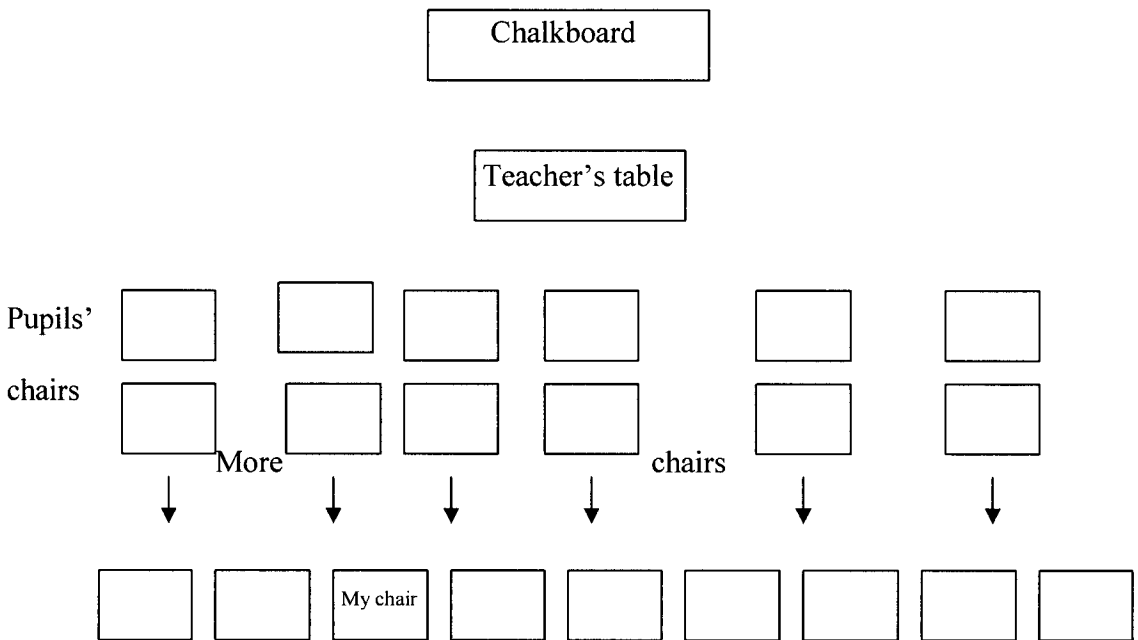 Chalkboard
Teacher’s table
Pupils’
chairs
More chairs
My chair